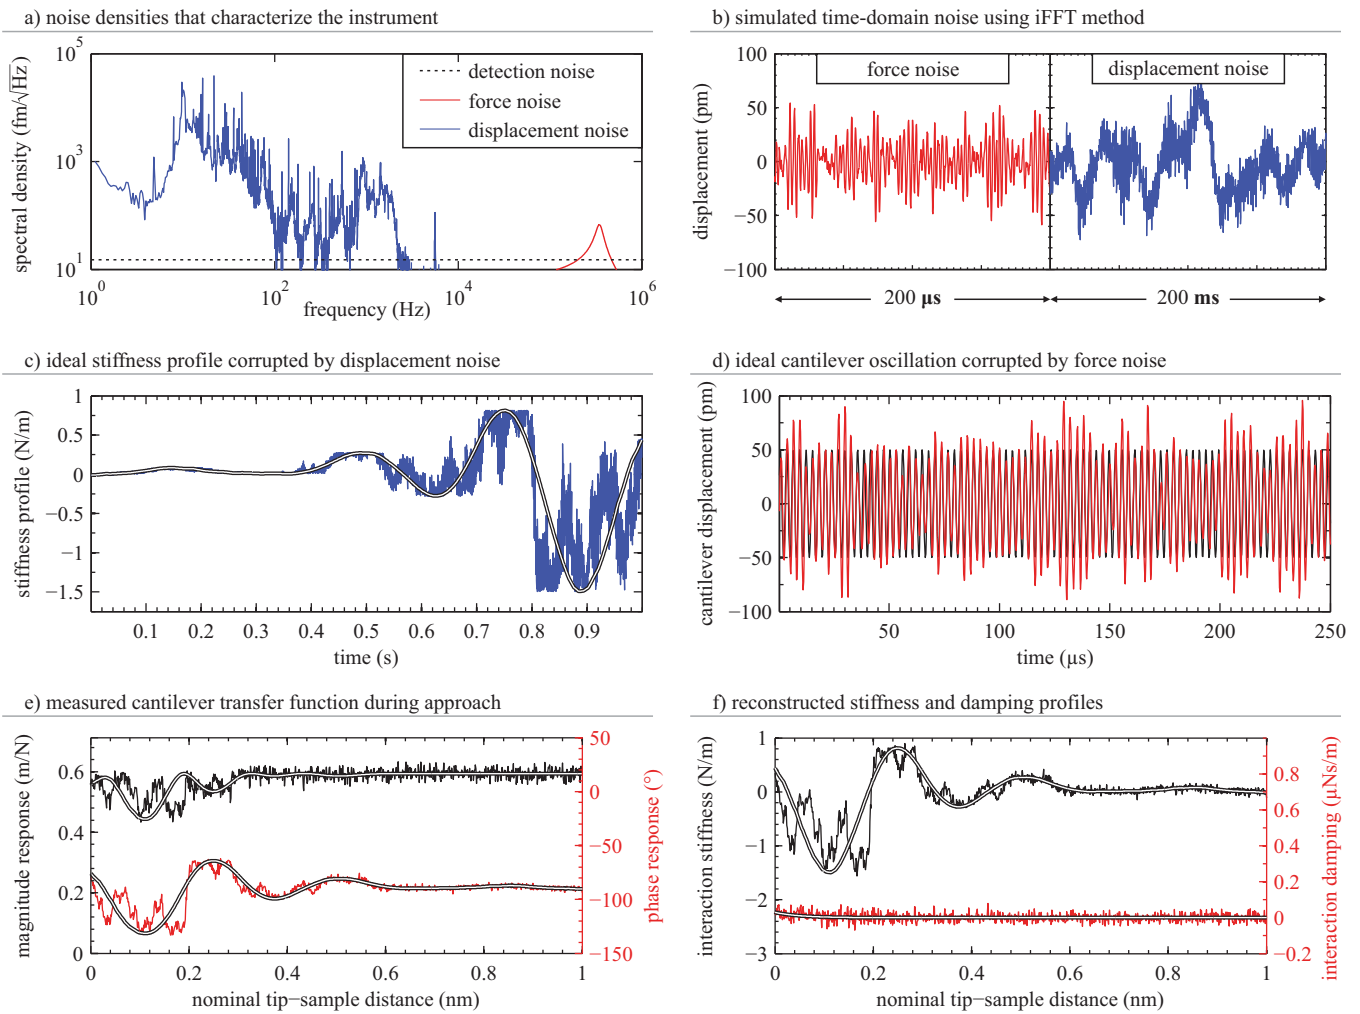 a) noise densities that characterize the instrument
spectral density (fm/√Hz)
10^5
10^3
10^1
detection noise
force noise
displacement noise
10^0
10^2
10^4
10^6
frequency (Hz)
b) simulated time-domain noise using iFFT method
displacement (pm)
100
50
0
−50
−100
force noise
displacement noise
200 μs
200 ms
c) ideal stiffness profile corrupted by displacement noise
stiffness profile (N/m)
1
0.5
0
−0.5
−1
−1.5
0.1 0.2 0.3 0.4 0.5 0.6 0.7 0.8 0.9
time (s)
d) ideal cantilever oscillation corrupted by force noise
cantilever displacement (pm)
100
50
0
−50
−100
50 100 150 200 250
time (μs)
e) measured cantilever transfer function during approach
magnitude response (m/N)
0.6
0.4
0.2
0
50
0
−50
−100
−150
phase response (°)
0 0.2 0.4 0.6 0.8 1
nominal tip−sample distance (nm)
f) reconstructed stiffness and damping profiles
interaction stiffness (N/m)
1
0
−1
−2
−3
0.8
0.6
0.4
0.2
0
−0.2
interaction damping (μNs/m)
0 0.2 0.4 0.6 0.8 1
nominal tip−sample distance (nm)